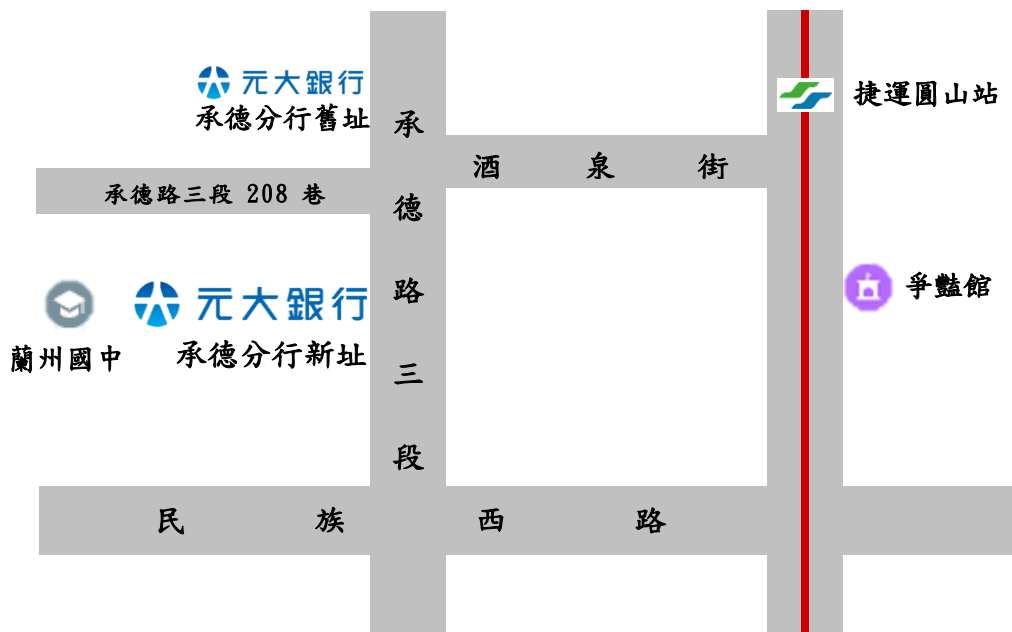 元大銀行
承德分行舊址
捷運圓山站
酒泉街
承德路三段 208 巷
承德路三段
元大銀行
承德分行新址
蘭州國中
爭豔館
民族西路